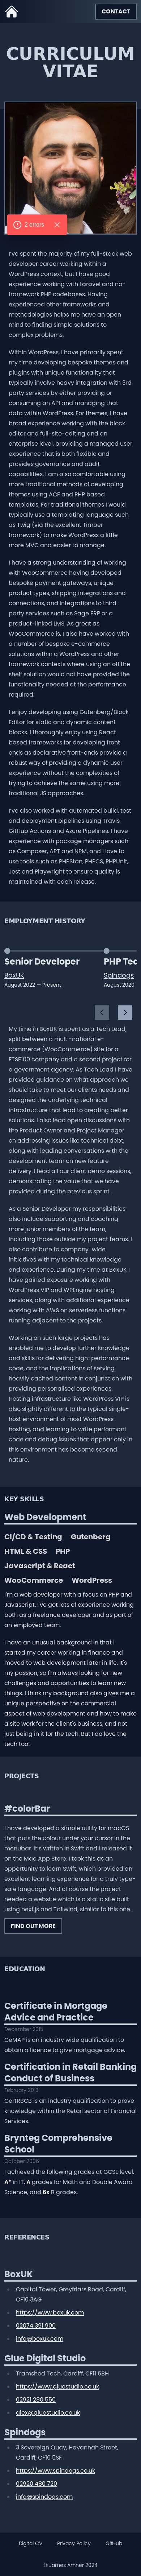 CONTACT
CURRICULUM
VITAE
2 errors
I've spent the majority of my full-stack web
developer career working within a
WordPress context, but I have good
experience working with Laravel and no-
framework PHP codebases. Having
experienced other frameworks and
methodologies helps me have an open
mind to finding simple solutions to
complex problems.
Within WordPress, I have primarily spent
my time developing bespoke themes and
plugins with unique functionality that
typically involve heavy integration with 3rd
party services by either providing or
consuming an API and managing that
data within WordPress. For themes, I have
broad experience working with the block
editor and full-site-editing and an
enterprise level, providing a managed user
experience that is both flexible and
provides governance and audit
capabilities. I am also comfortable using
more traditional methods of developing
themes using ACF and PHP based
templates. For traditional themes I would
typically use a templating language such
as Twig (via the excellent Timber
framework) to make WordPress a little
more MVC and easier to manage.
I have a strong understanding of working
with WooCommerce having developed
bespoke payment gateways, unique
product types, shipping integrations and
connections, and integrating to third
party services such as Sage ERP or a
product-linked LMS. As great as
WooCommerce is, I also have worked with
a number of bespoke e-commerce
solutions within a WordPress and other
framework contexts where using an off the
shelf solution would not have provided the
functionality needed at the performance
required.
I enjoy developing using Gutenberg/Block
Editor for static and dynamic content
blocks. I thoroughly enjoy using React
based frameworks for developing front
ends as declarative front-ends provide a
robust way of providing a dynamic user
experience without the complexities of
trying to achieve the same using more
traditional JS approaches.
I've also worked with automated build, test
and deployment pipelines using Travis,
GitHub Actions and Azure Pipelines. I have
experience with package managers such
as Composer, APT and NPM, and I love to
use tools such as PHPStan, PHPCS, PHPUnit,
Jest and Playwright to ensure quality is
maintained with each release.
EMPLOYMENT HISTORY
Senior Developer
BoxUK
August 2022 — Present
PHP Tec
Spindogs
August 2020
My time in BoxUK is spent as a Tech Lead,
split between a multi-national e-
commerce (WooCommerce) site for a
FTSE100 company and a second project for
a government agency. As Tech Lead I have
provided guidance on what approach we
should take to meet our clients needs and
designed the underlying technical
infrastructure that lead to creating better
solutions. I also lead open discussions with
the Product Owner and Project Manager
on addressing issues like technical debt,
along with leading conversations with the
development team on new feature
delivery. I lead all our client demo sessions,
demonstrating the value that we have
provided during the previous sprint.
As a Senior Developer my responsibilities
also include supporting and coaching
more junior members of the team,
including those outside my project teams. I
also contribute to company-wide
initiatives with my technical knowledge
and experience. During my time at BoxUK I
have gained exposure working with
WordPress VIP and WPEngine hosting
services, along with additional experience
working with AWS on serverless functions
running adjacent to the projects.
Working on such large projects has
enabled me to develop further knowledge
and skills for delivering high-performance
code, and the implications of serving
heavily cached content in conjunction with
providing personalised experiences.
Hosting infrastructure like WordPress VIP is
also slightly different to the typical single-
host environment of most WordPress
hosting, and learning to write performant
code and debug issues that appear only in
this environment has become second
nature.
KEY SKILLS
Web Development
CI/CD & Testing Gutenberg
HTML & CSS PHP
Javascript & React
WooCommerce WordPress
I'm a web developer with a focus on PHP and
Javascript. I've got lots of experience working
both as a freelance developer and as part of
an employed team.
I have an unusual background in that I
started my career working in finance and
moved to web development later in life. It's
my passion, so I'm always looking for new
challenges and opportunities to learn new
things. I think my background also gives me a
unique perspective on the commercial
aspect of web development and how to make
a site work for the client's business, and not
just being in it for the tech. But I do love the
tech too!
PROJECTS
#colorBar
I have developed a simple utility for macOS
that puts the colour under your cursor in the
menubar. It's written in Swift and I released it
on the Mac App Store. I took this as an
opportunity to learn Swift, which provided an
excellent learning experience for a truly type-
safe language. And of course the project
needed a website which is a static site built
using next.js and Tailwind, similar to this one.
FIND OUT MORE
EDUCATION
Certificate in Mortgage
Advice and Practice
December 2015
CeMAP is an industry wide qualification to
obtain a licence to give mortgage advice.
Certification in Retail Banking
Conduct of Business
February 2013
CertRBCB is an industry qualification to prove
knowledge within the Retail sector of Financial
Services.
Brynteg Comprehensive
School
October 2006
I achieved the following grades at GCSE level.
A* in IT, A grades for Math and Double Award
Science, and 6x B grades.
REFERENCES
BoxUK
Capital Tower, Greyfriars Road, Cardiff,
CF10 3AG
https://www.boxuk.com
02074 391 900
info@boxuk.com
Glue Digital Studio
Tramshed Tech, Cardiff, CF11 6BH
https://www.gluestudio.co.uk
02921 280 550
alex@gluestudio.co.uk
Spindogs
3 Sovereign Quay, Havannah Street,
Cardiff, CF10 5SF
https://www.spindogs.co.uk
02920 480 720
info@spindogs.com
Digital CV Privacy Policy GitHub
© James Amner 2024